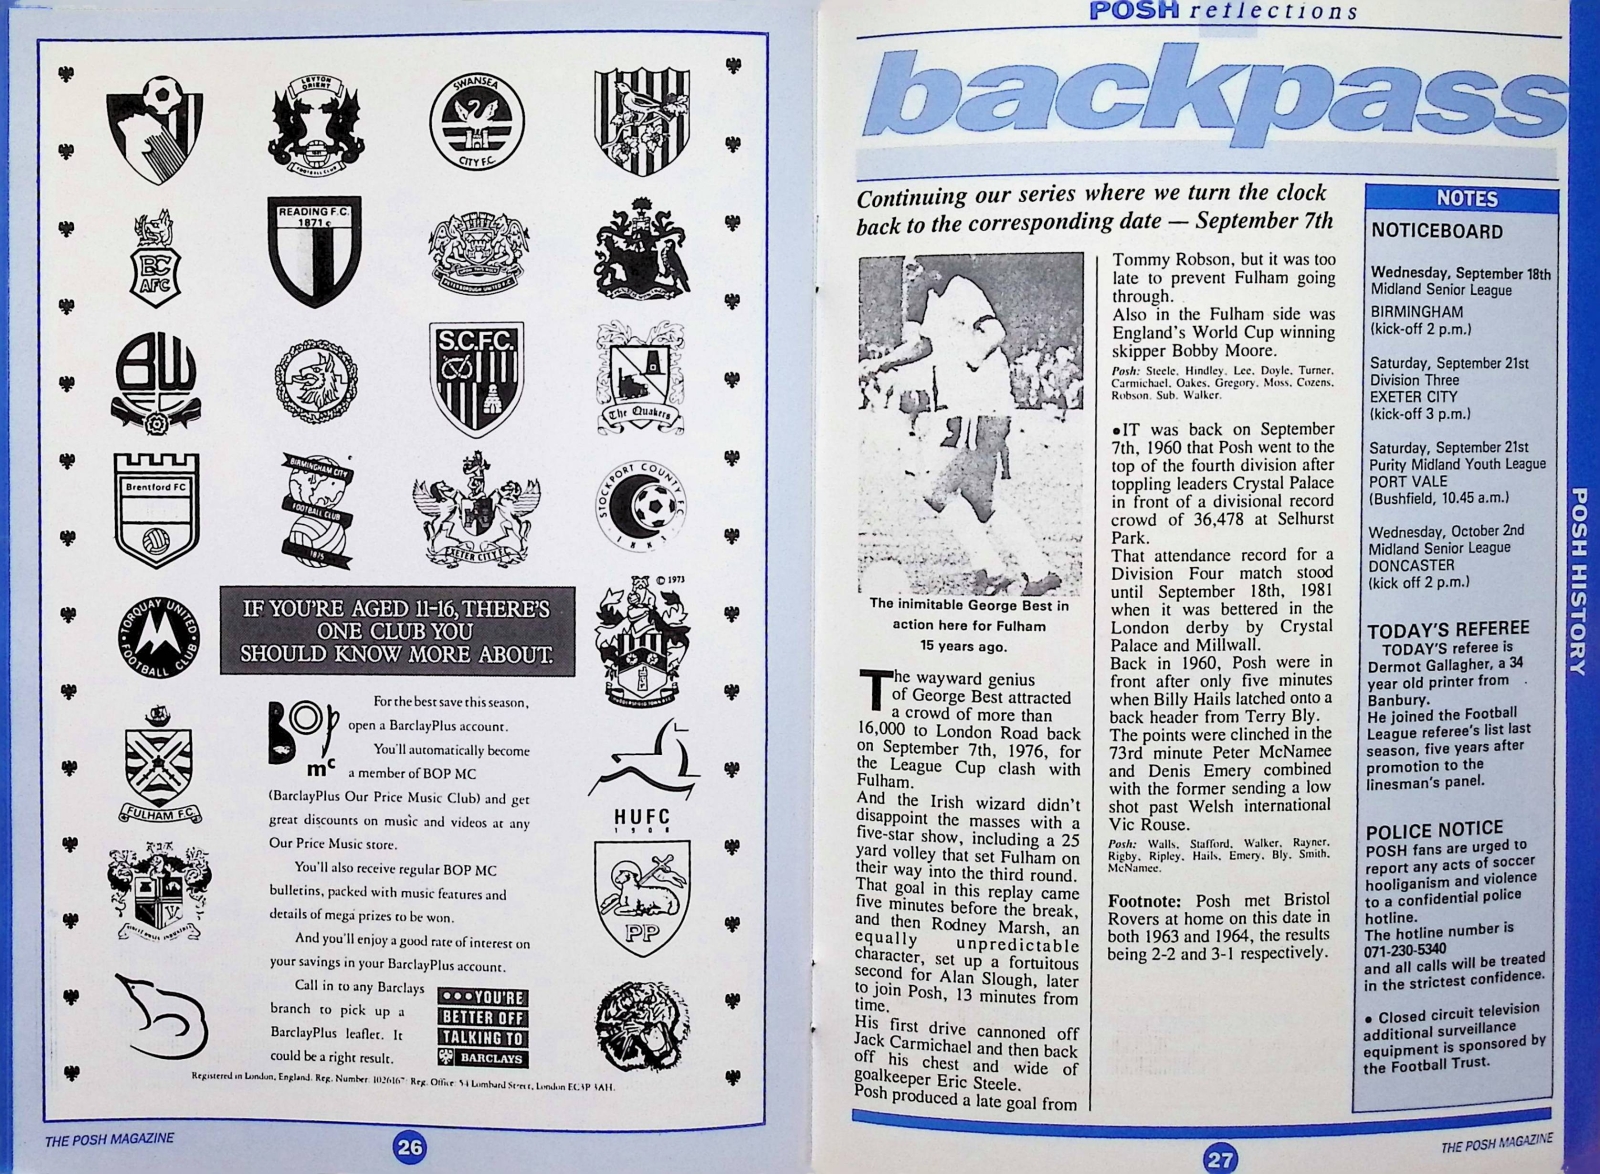 LEYTON
ORIENT
FOOTBALL CLUB
SWANSEA
CITY F.C.
BC
AFC
READING F.C.
1871
PETERBOROUGH UNITED F.C.
BW
S.C.F.C.
The Quakers
Brentford FC
BIRMINGHAM CITY
FOOTBALL CLUB
1875
EXETER CITY F.C.
STOCKPORT COUNTY F.C.
1883
TORQUAY UNITED
FOOTBALL CLUB
IF YOU'RE AGED 11-16, THERE'S
ONE CLUB YOU
SHOULD KNOW MORE ABOUT.
© 1973
FULHAM F.C.
HUFC
1908
PP
BOP
mc
For the best save this season,
open a BarclayPlus account.
You'll automatically become
a member of BOP MC
(BarclayPlus Our Price Music Club) and get
great discounts on music and videos at any
Our Price Music store.
You'll also receive regular BOP MC
bulletins, packed with music features and
details of mega prizes to be won.
And you'll enjoy a good rate of interest on
your savings in your BarclayPlus account.
Call in to any Barclays
branch to pick up a
BarclayPlus leaflet. It
could be a right result.
•••YOU'RE
BETTER OFF
TALKING TO
BARCLAYS
Registered in London, England. Reg. Number 1026167. Reg. Office: 54 Lombard Street, London EC3P 3AH.
THE POSH MAGAZINE
26
POSH reflections
backpass
Continuing our series where we turn the clock
back to the corresponding date — September 7th
The inimitable George Best in
action here for Fulham
15 years ago.
The wayward genius
of George Best attracted
a crowd of more than
16,000 to London Road back
on September 7th, 1976, for
the League Cup clash with
Fulham.
And the Irish wizard didn't
disappoint the masses with a
five-star show, including a 25
yard volley that set Fulham on
their way into the third round.
That goal in this replay came
five minutes before the break,
and then Rodney Marsh, an
equally unpredictable
character, set up a fortuitous
second for Alan Slough, later
to join Posh, 13 minutes from
time.
His first drive cannoned off
Jack Carmichael and then back
off his chest and wide of
goalkeeper Eric Steele.
Posh produced a late goal from
Tommy Robson, but it was too
late to prevent Fulham going
through.
Also in the Fulham side was
England's World Cup winning
skipper Bobby Moore.
Posh: Steele, Hindley, Lee, Doyle, Turner,
Carmichael, Oakes, Gregory, Moss, Cozens,
Robson. Sub. Walker.
•IT was back on September
7th, 1960 that Posh went to the
top of the fourth division after
toppling leaders Crystal Palace
in front of a divisional record
crowd of 36,478 at Selhurst
Park.
That attendance record for a
Division Four match stood
until September 18th, 1981
when it was bettered in the
London derby by Crystal
Palace and Millwall.
Back in 1960, Posh were in
front after only five minutes
when Billy Hails latched onto a
back header from Terry Bly.
The points were clinched in the
73rd minute Peter McNamee
and Denis Emery combined
with the former sending a low
shot past Welsh international
Vic Rouse.
Posh: Walls, Stafford, Walker, Rayner,
Rigby, Ripley, Hails, Emery, Bly, Smith,
McNamee.
Footnote: Posh met Bristol
Rovers at home on this date in
both 1963 and 1964, the results
being 2-2 and 3-1 respectively.
NOTES
NOTICEBOARD
Wednesday, September 18th
Midland Senior League
BIRMINGHAM
(kick-off 2 p.m.)
Saturday, September 21st
Division Three
EXETER CITY
(kick-off 3 p.m.)
Saturday, September 21st
Purity Midland Youth League
PORT VALE
(Bushfield, 10.45 a.m.)
Wednesday, October 2nd
Midland Senior League
DONCASTER
(kick off 2 p.m.)
TODAY'S REFEREE
TODAY'S referee is
Dermot Gallagher, a 34
year old printer from
Banbury.
He joined the Football
League referee's list last
season, five years after
promotion to the
linesman's panel.
POLICE NOTICE
POSH fans are urged to
report any acts of soccer
hooliganism and violence
to a confidential police
hotline.
The hotline number is
071-230-5340
and all calls will be treated
in the strictest confidence.
• Closed circuit television
additional surveillance
equipment is sponsored by
the Football Trust.
POSH HISTORY
27
THE POSH MAGAZINE